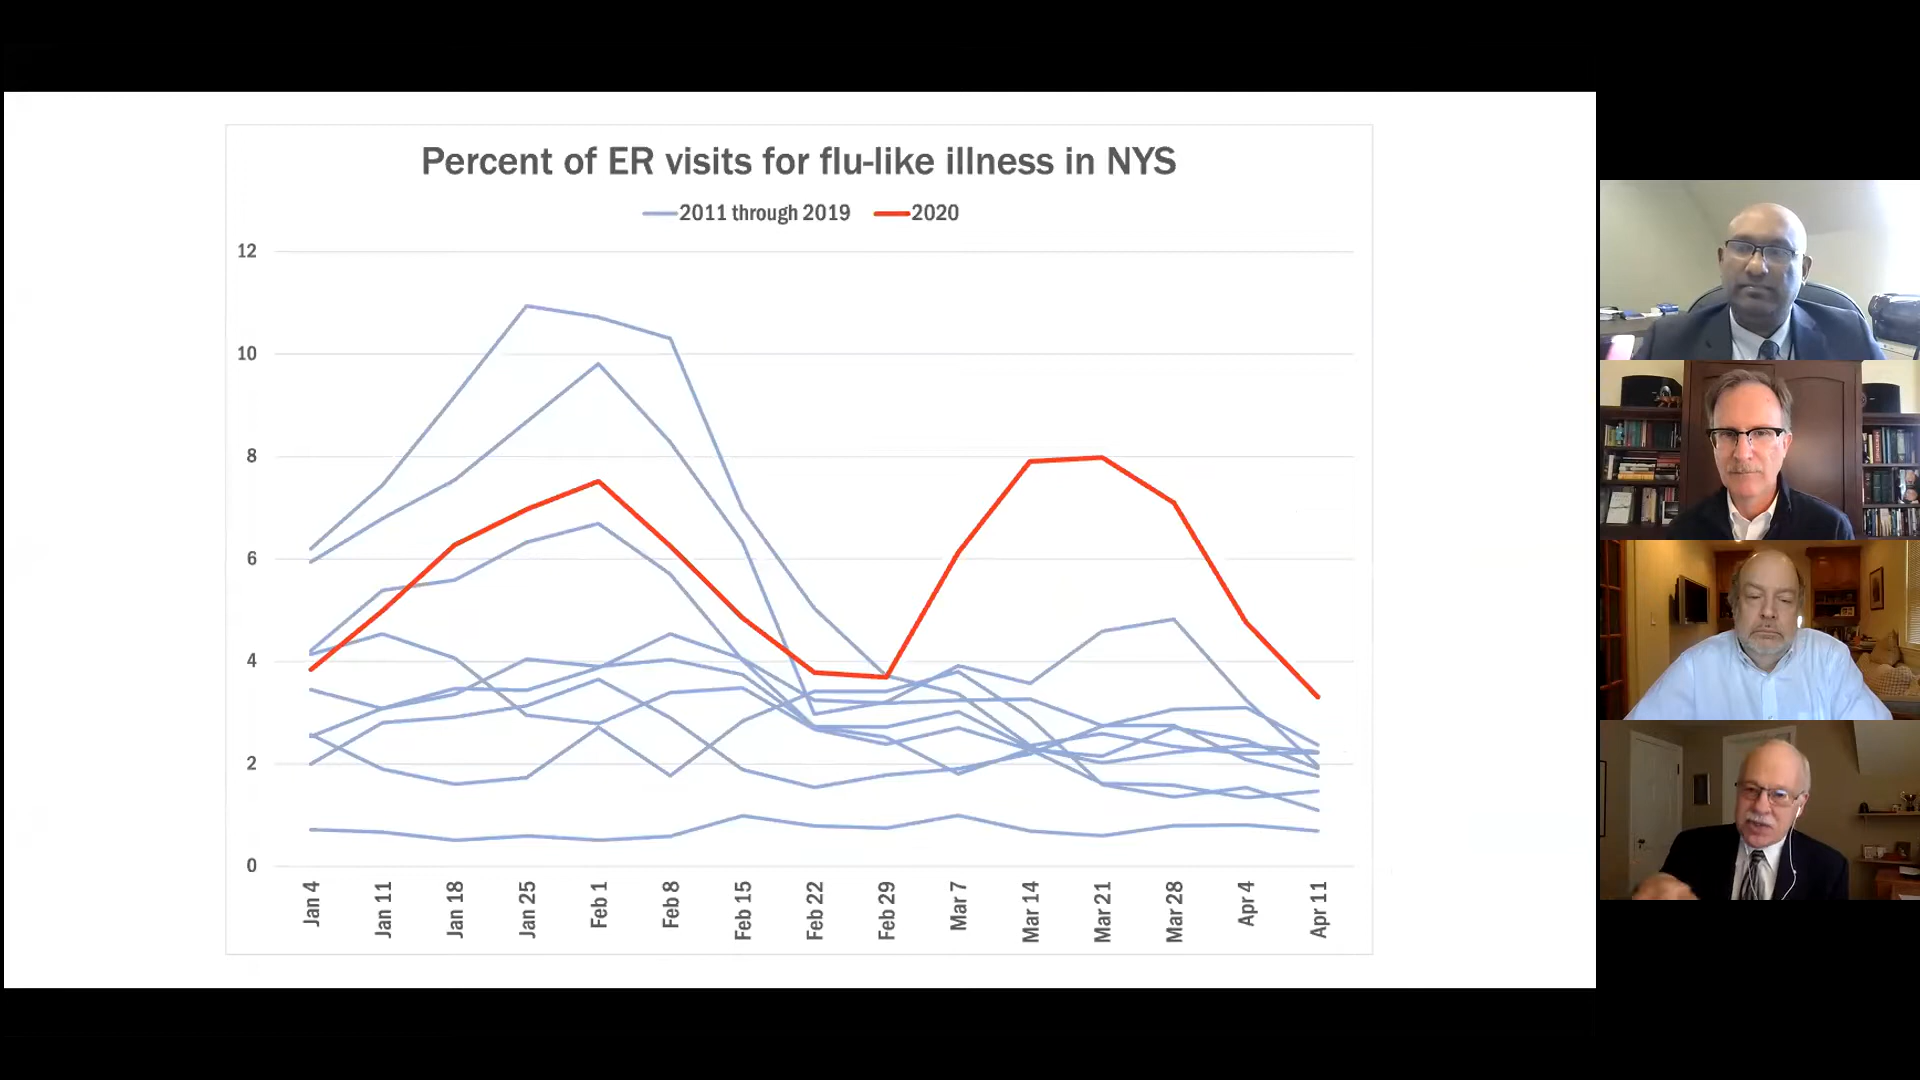 Percent of ER visits for flu-like illness in NYS
2011 through 2019 2020
12
10
8
6
4
2
0
Jan 4 Jan 11 Jan 18 Jan 25 Feb 1 Feb 8 Feb 15 Feb 22 Feb 29 Mar 7 Mar 14 Mar 21 Mar 28 Apr 4 Apr 11